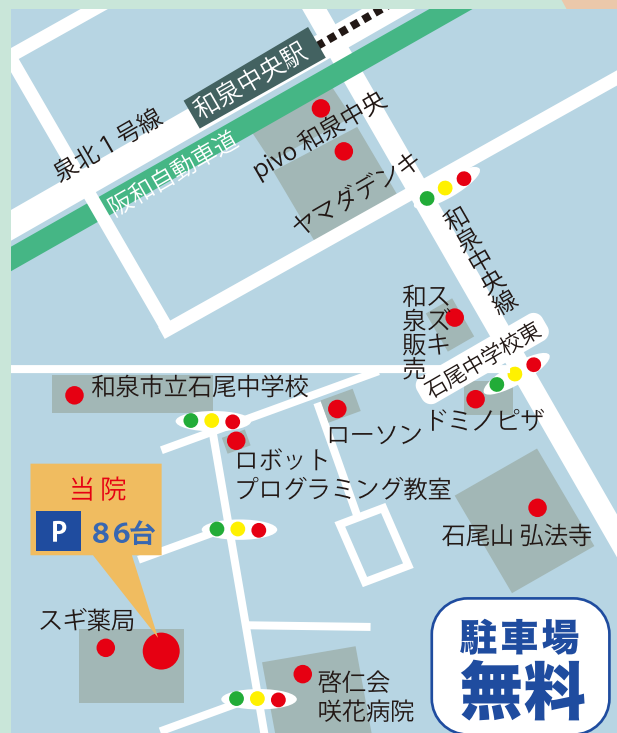 和泉中央駅
泉北1号線
阪和自動車道
pivo 和泉中央
ヤマダデンキ
和泉中央線
スズキ
和泉販売
石尾中学校東
和泉市立石尾中学校
ローソン
ドミノピザ
ロボット
プログラミング教室
当院
P 86台
石尾山 弘法寺
スギ薬局
啓仁会
咲花病院
駐車場
無料